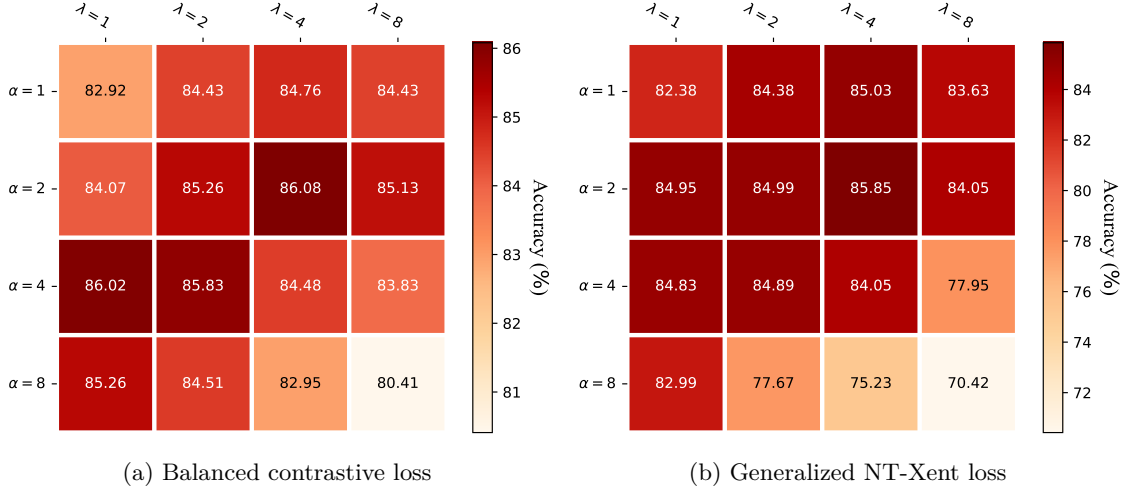 λ = 1 λ = 2 λ = 4 λ = 8
α = 1 82.92 84.43 84.76 84.43
α = 2 84.07 85.26 86.08 85.13
α = 4 86.02 85.83 84.48 83.83
α = 8 85.26 84.51 82.95 80.41
86
85
84
83
82
81
Accuracy (%)
(a) Balanced contrastive loss
λ = 1 λ = 2 λ = 4 λ = 8
α = 1 82.38 84.38 85.03 83.63
α = 2 84.95 84.99 85.85 84.05
α = 4 84.83 84.89 84.05 77.95
α = 8 82.99 77.67 75.23 70.42
84
82
80
78
76
74
72
Accuracy (%)
(b) Generalized NT-Xent loss